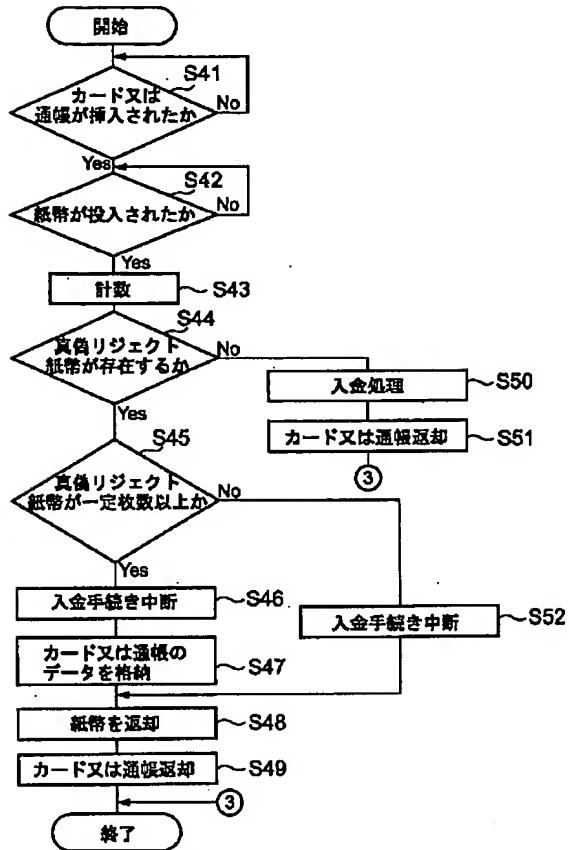 開始
S41
カード又は
通帳が挿入されたか
No
Yes
S42
紙幣が投入されたか
No
Yes
計数
S43
S44
真偽リジェクト
紙幣が存在するか
No
入金処理
S50
Yes
カード又は通帳返却
S51
③
S45
真偽リジェクト
紙幣が一定枚数以上か
No
Yes
入金手続き中断
S46
入金手続き中断
S52
カード又は通帳の
データを格納
S47
紙幣を返却
S48
カード又は通帳返却
S49
③
終了